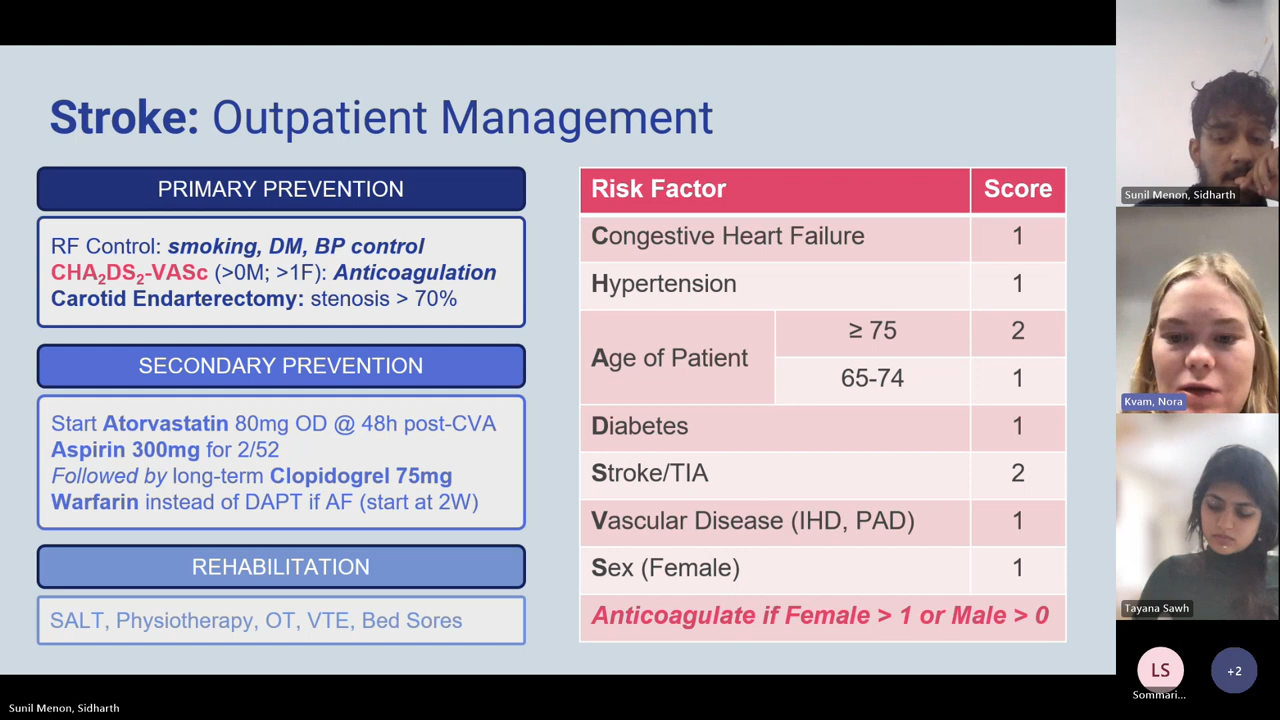 Stroke: Outpatient Management
PRIMARY PREVENTION
RF Control: smoking, DM, BP control
CHA₂DS₂-VASc (>0M; >1F): Anticoagulation
Carotid Endarterectomy: stenosis > 70%
SECONDARY PREVENTION
Start Atorvastatin 80mg OD @ 48h post-CVA
Aspirin 300mg for 2/52
Followed by long-term Clopidogrel 75mg
Warfarin instead of DAPT if AF (start at 2W)
REHABILITATION
SALT, Physiotherapy, OT, VTE, Bed Sores
Risk Factor Score
Congestive Heart Failure 1
Hypertension 1
Age of Patient
≥ 75 2
65-74 1
Diabetes 1
Stroke/TIA 2
Vascular Disease (IHD, PAD) 1
Sex (Female) 1
Anticoagulate if Female > 1 or Male > 0
Sunil Menon, Sidharth
Kvam, Nora
Tayana Sawh
LS
Sommari...
+2
Sunil Menon, Sidharth